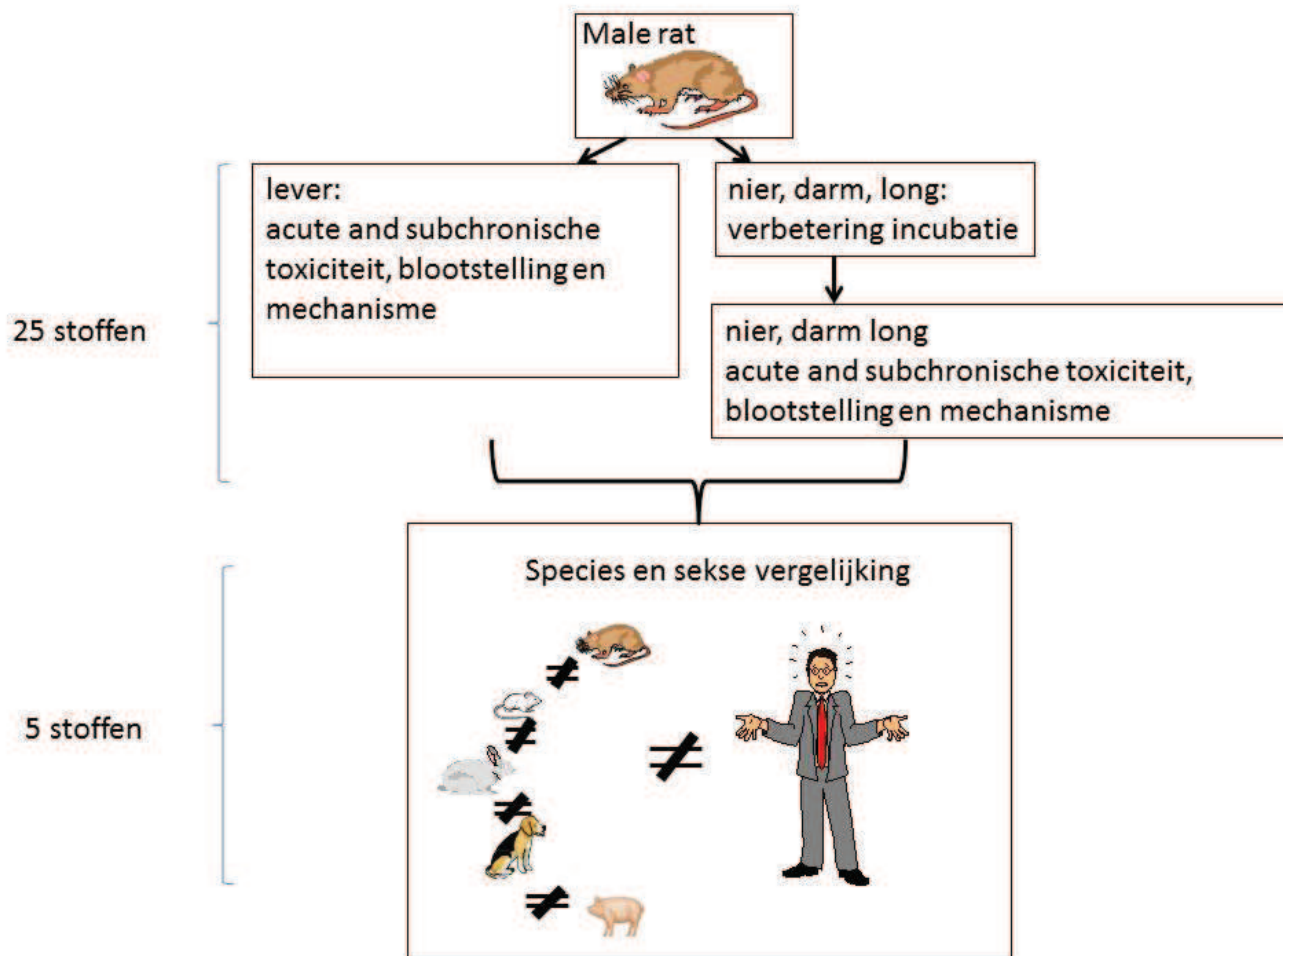 Male rat
lever:
acute and subchronische
toxiciteit, blootstelling en
mechanisme
nier, darm, long:
verbetering incubatie
25 stoffen
nier, darm long
acute and subchronische toxiciteit,
blootstelling en mechanisme
Species en sekse vergelijking
≠
≠
≠
≠
≠
5 stoffen